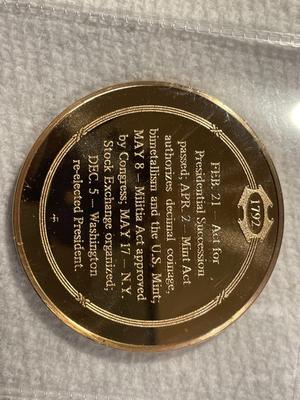 1792
FEB. 21 — Act for
Presidential Succession
passed; APR. 2 — Mint Act
authorizes decimal coinage,
bimetallism and the U.S. Mint;
MAY 8 — Militia Act approved
by Congress; MAY 17 — N.Y.
Stock Exchange organized;
DEC. 5 — Washington
re-elected President.